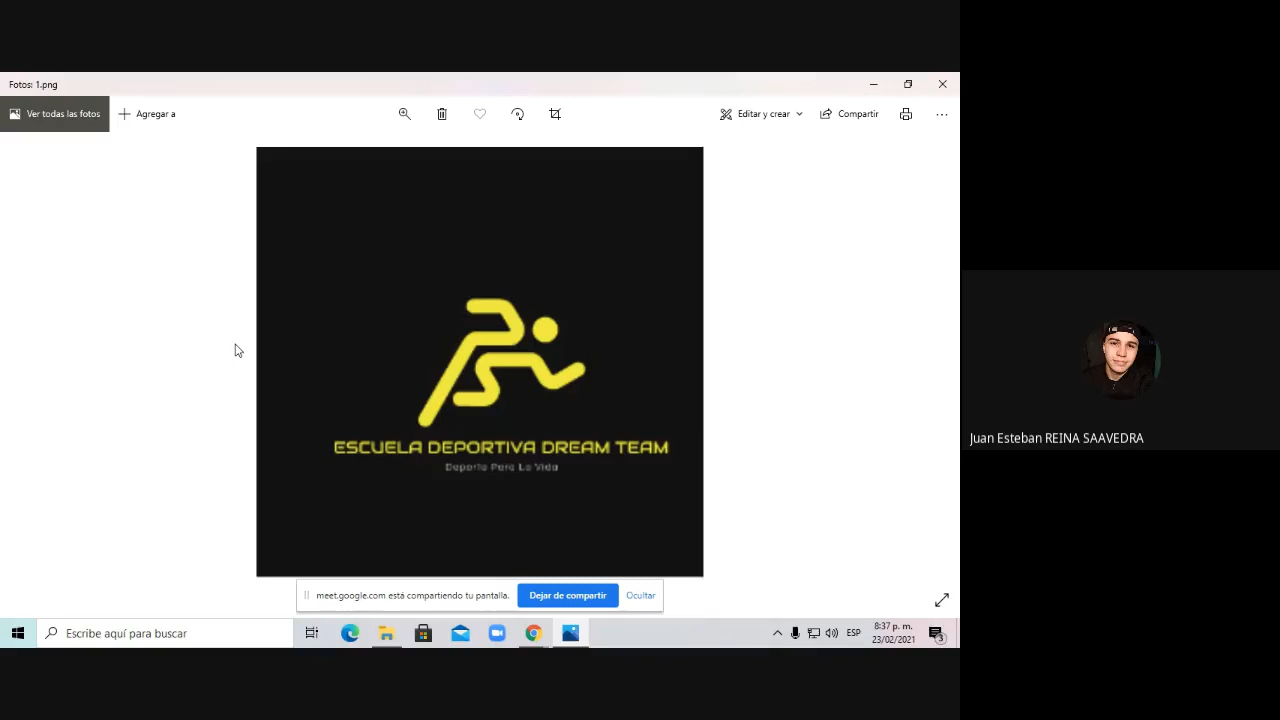 Fotos: 1.png
Ver todas las fotos
Agregar a
Editar y crear
Compartir
ESCUELA DEPORTIVA DREAM TEAM
Deporte Para La Vida
Juan Esteban REINA SAAVEDRA
meet.google.com está compartiendo tu pantalla.
Dejar de compartir
Ocultar
Escribe aquí para buscar
ESP
8:37 p. m.
23/02/2021
3